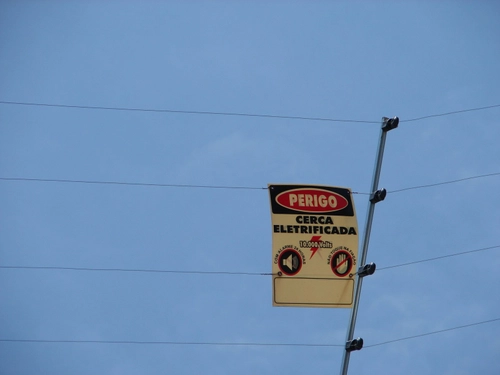 PERIGO
CERCA
ELETRIFICADA
10.000 Volts